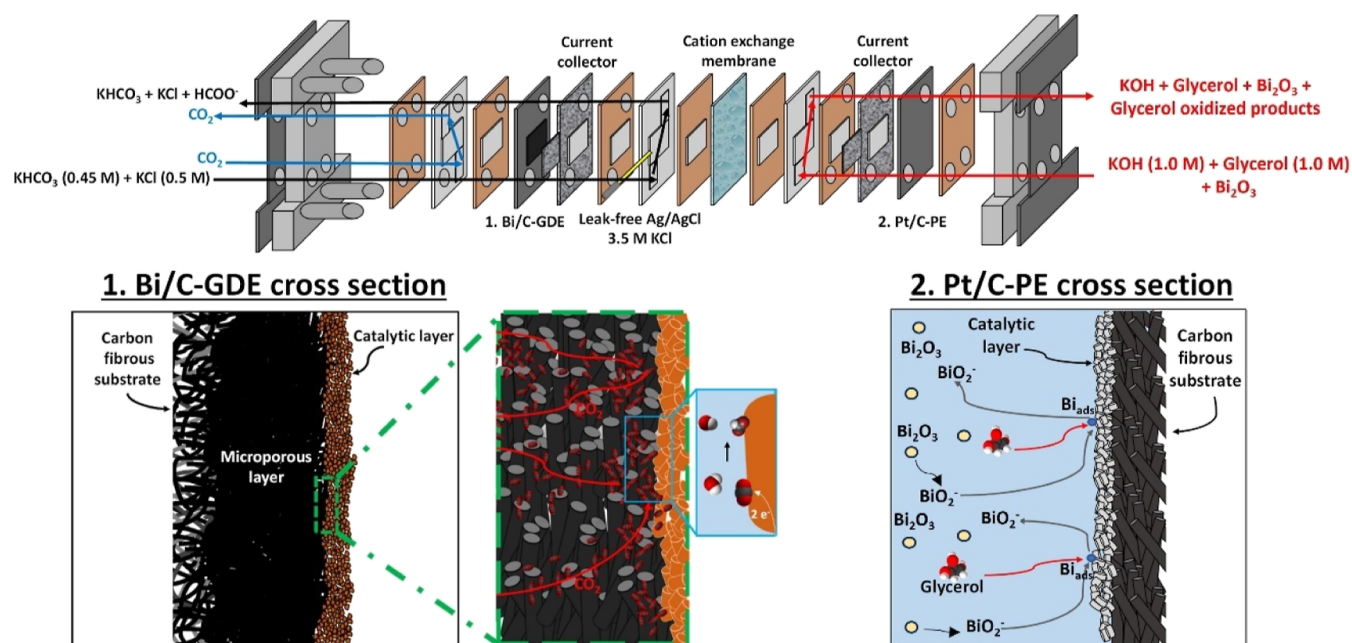 Current
collector
Cation exchange
membrane
Current
collector
KHCO₃ + KCl + HCOO⁻
CO₂
CO₂
KHCO₃ (0.45 M) + KCl (0.5 M)
KOH + Glycerol + Bi₂O₃ +
Glycerol oxidized products
KOH (1.0 M) + Glycerol (1.0 M)
+ Bi₂O₃
1. Bi/C-GDE
Leak-free Ag/AgCl
3.5 M KCl
2. Pt/C-PE
1. Bi/C-GDE cross section
Carbon
fibrous
substrate
Catalytic layer
Microporous
layer
CO₂
CO₂
2 e⁻
2. Pt/C-PE cross section
Bi₂O₃
Catalytic
layer
Carbon
fibrous
substrate
BiO₂⁻
Bi_ads
Bi₂O₃
BiO₂⁻
Bi₂O₃
BiO₂⁻
Glycerol
Bi_ads
BiO₂⁻